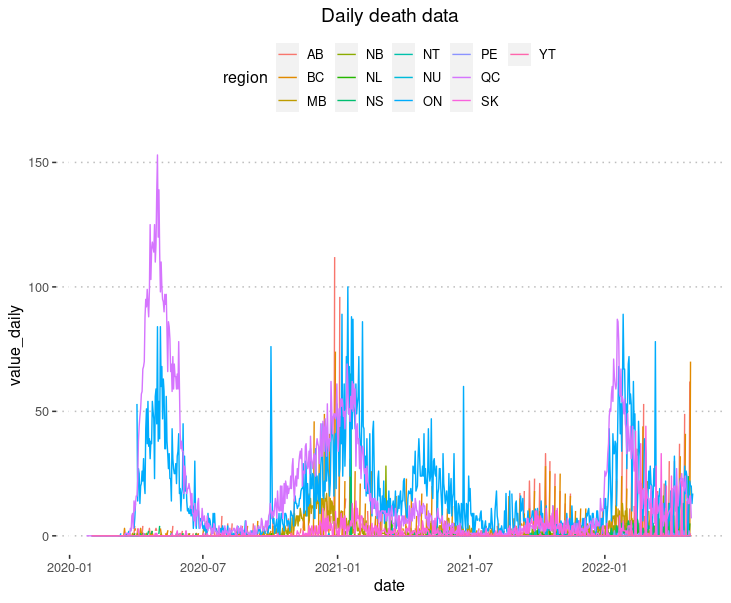 Daily death data
region
AB
NB
NT
PE
YT
BC
NL
NU
QC
MB
NS
ON
SK
value_daily
150
100
50
0
2020-01
2020-07
2021-01
2021-07
2022-01
date